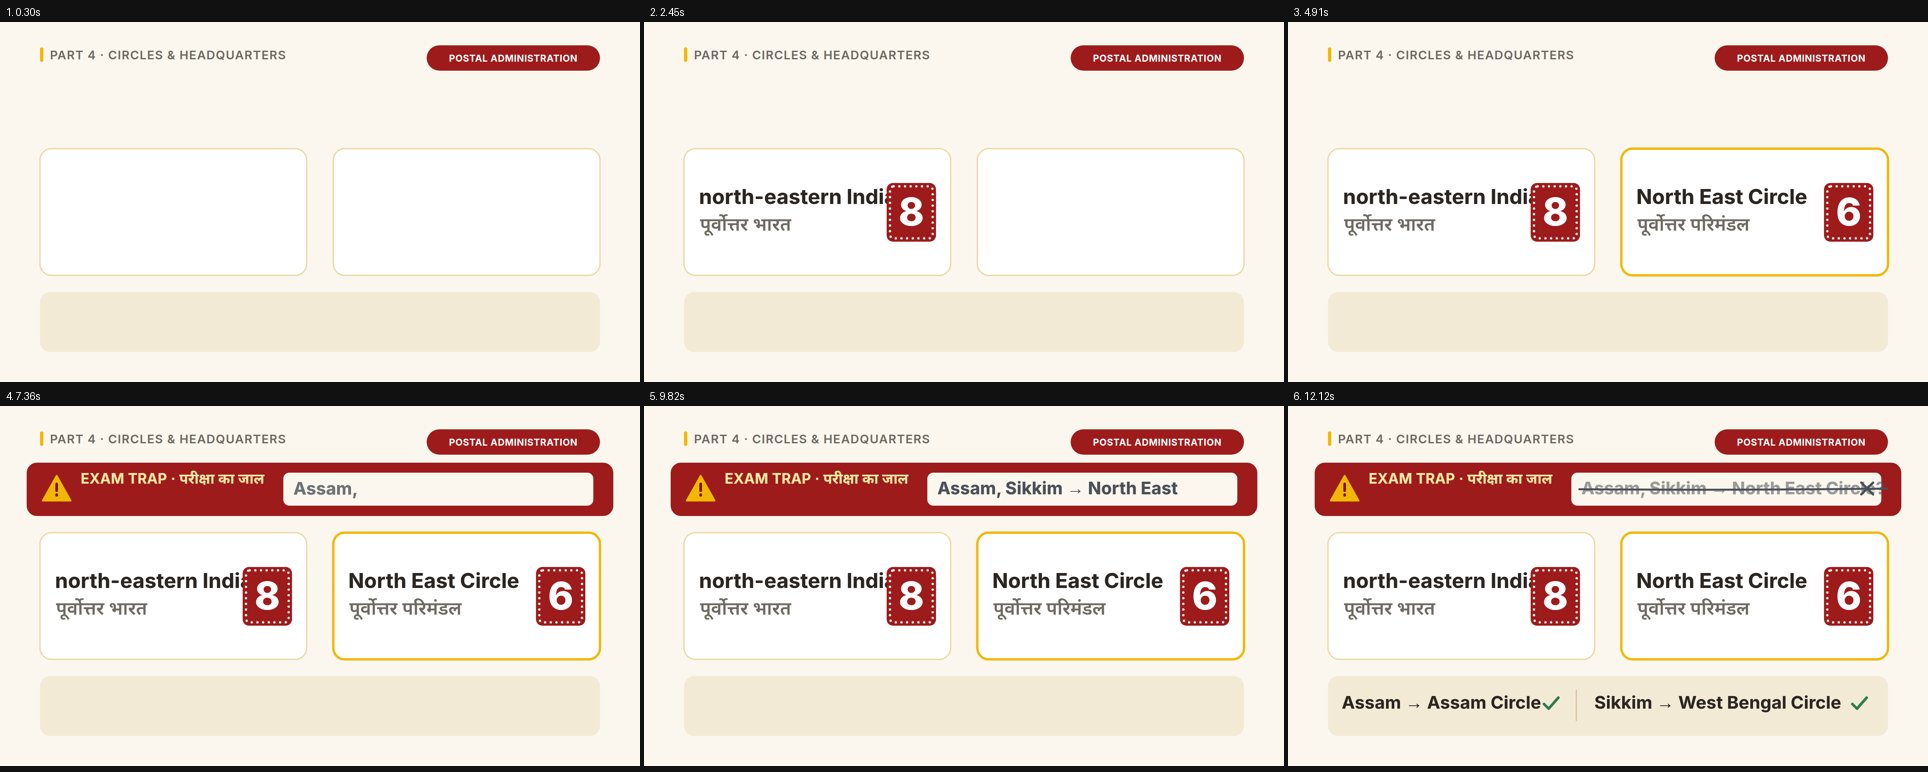 1. 0.30s
PART 4 · CIRCLES & HEADQUARTERS
POSTAL ADMINISTRATION
2. 2.45s
PART 4 · CIRCLES & HEADQUARTERS
POSTAL ADMINISTRATION
north-eastern India
पूर्वोत्तर भारत
8
3. 4.91s
PART 4 · CIRCLES & HEADQUARTERS
POSTAL ADMINISTRATION
north-eastern India
पूर्वोत्तर भारत
8
North East Circle
पूर्वोत्तर परिमंडल
6
4. 7.36s
PART 4 · CIRCLES & HEADQUARTERS
POSTAL ADMINISTRATION
EXAM TRAP · परीक्षा का जाल
Assam,
north-eastern India
पूर्वोत्तर भारत
8
North East Circle
पूर्वोत्तर परिमंडल
6
5. 9.82s
PART 4 · CIRCLES & HEADQUARTERS
POSTAL ADMINISTRATION
EXAM TRAP · परीक्षा का जाल
Assam, Sikkim → North East
north-eastern India
पूर्वोत्तर भारत
8
North East Circle
पूर्वोत्तर परिमंडल
6
6. 12.12s
PART 4 · CIRCLES & HEADQUARTERS
POSTAL ADMINISTRATION
EXAM TRAP · परीक्षा का जाल
Assam, Sikkim → North East Circle?
north-eastern India
पूर्वोत्तर भारत
8
North East Circle
पूर्वोत्तर परिमंडल
6
Assam → Assam Circle
Sikkim → West Bengal Circle